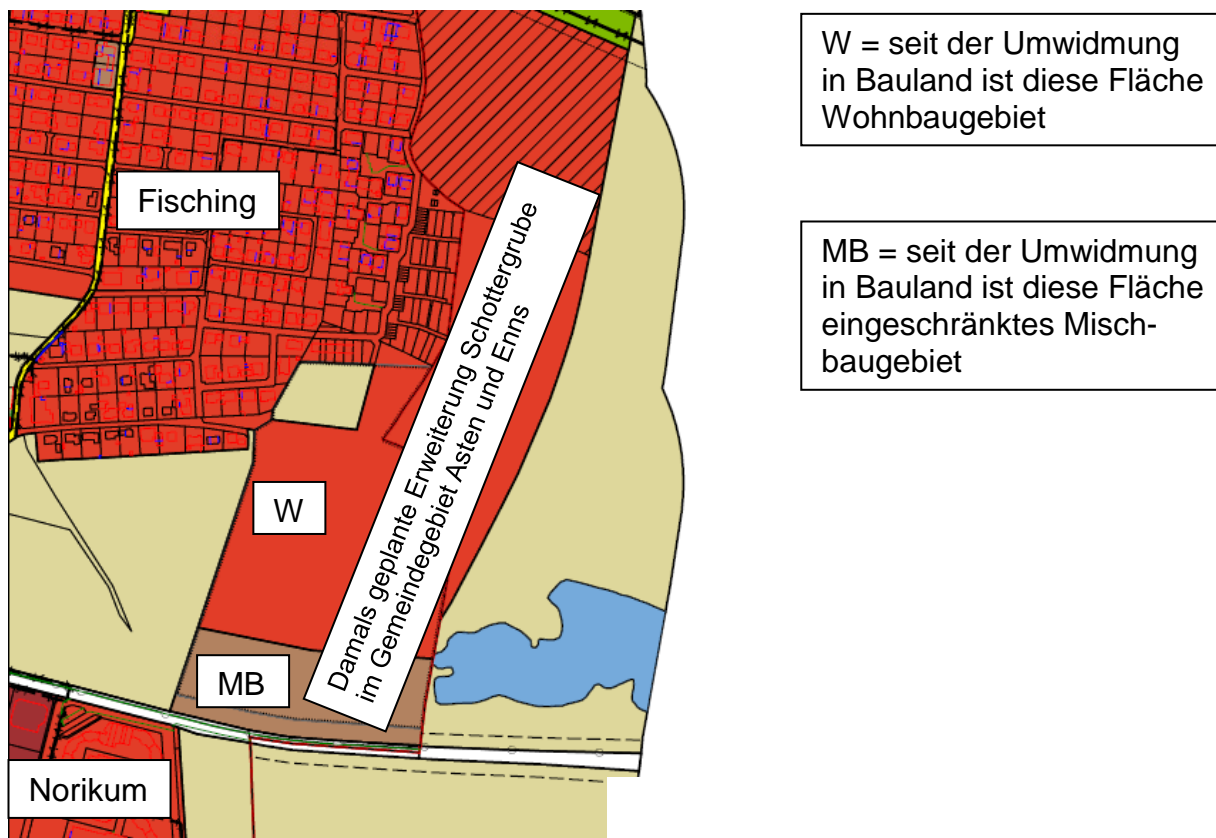 W = seit der Umwidmung
in Bauland ist diese Fläche
Wohnbaugebiet
MB = seit der Umwidmung
in Bauland ist diese Fläche
eingeschränktes Misch-
baugebiet
Fisching
Damals geplante Erweiterung Schottergrube
im Gemeindegebiet Asten und Enns
W
MB
Norikum